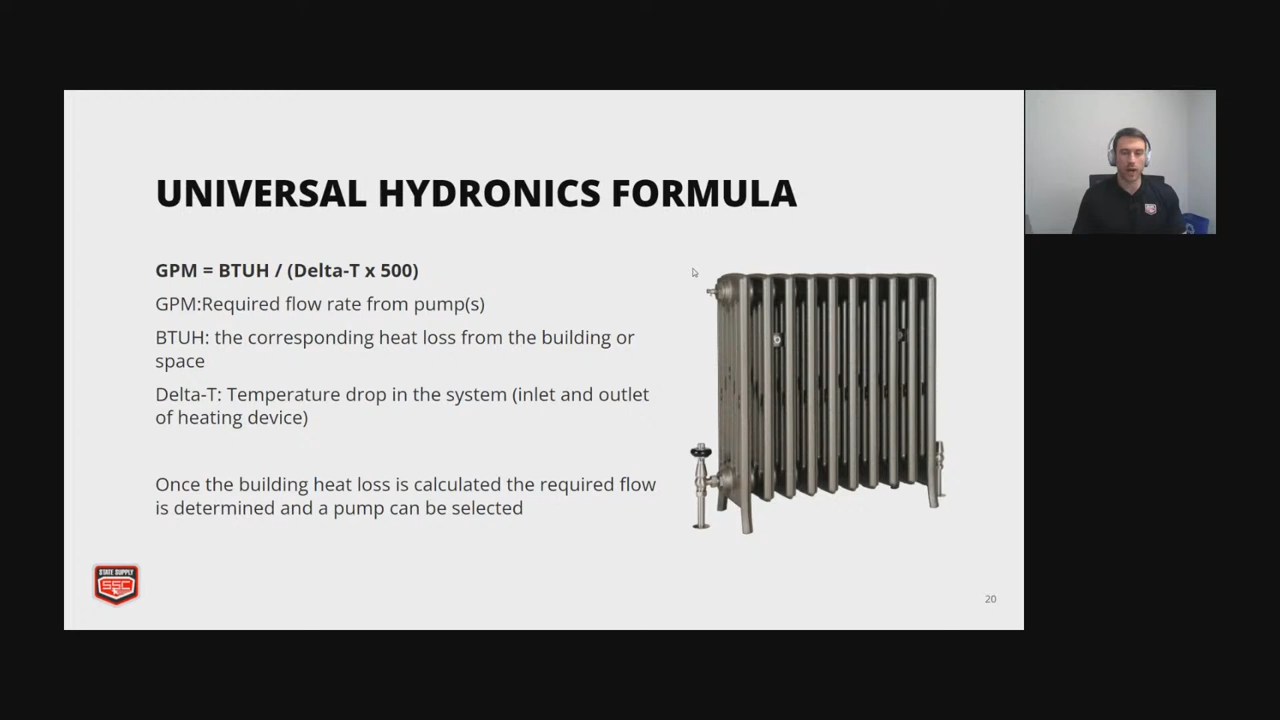 UNIVERSAL HYDRONICS FORMULA
GPM = BTUH / (Delta-T x 500)
GPM:Required flow rate from pump(s)
BTUH: the corresponding heat loss from the building or
space
Delta-T: Temperature drop in the system (inlet and outlet
of heating device)
Once the building heat loss is calculated the required flow
is determined and a pump can be selected
STATE SUPPLY
SSC
20